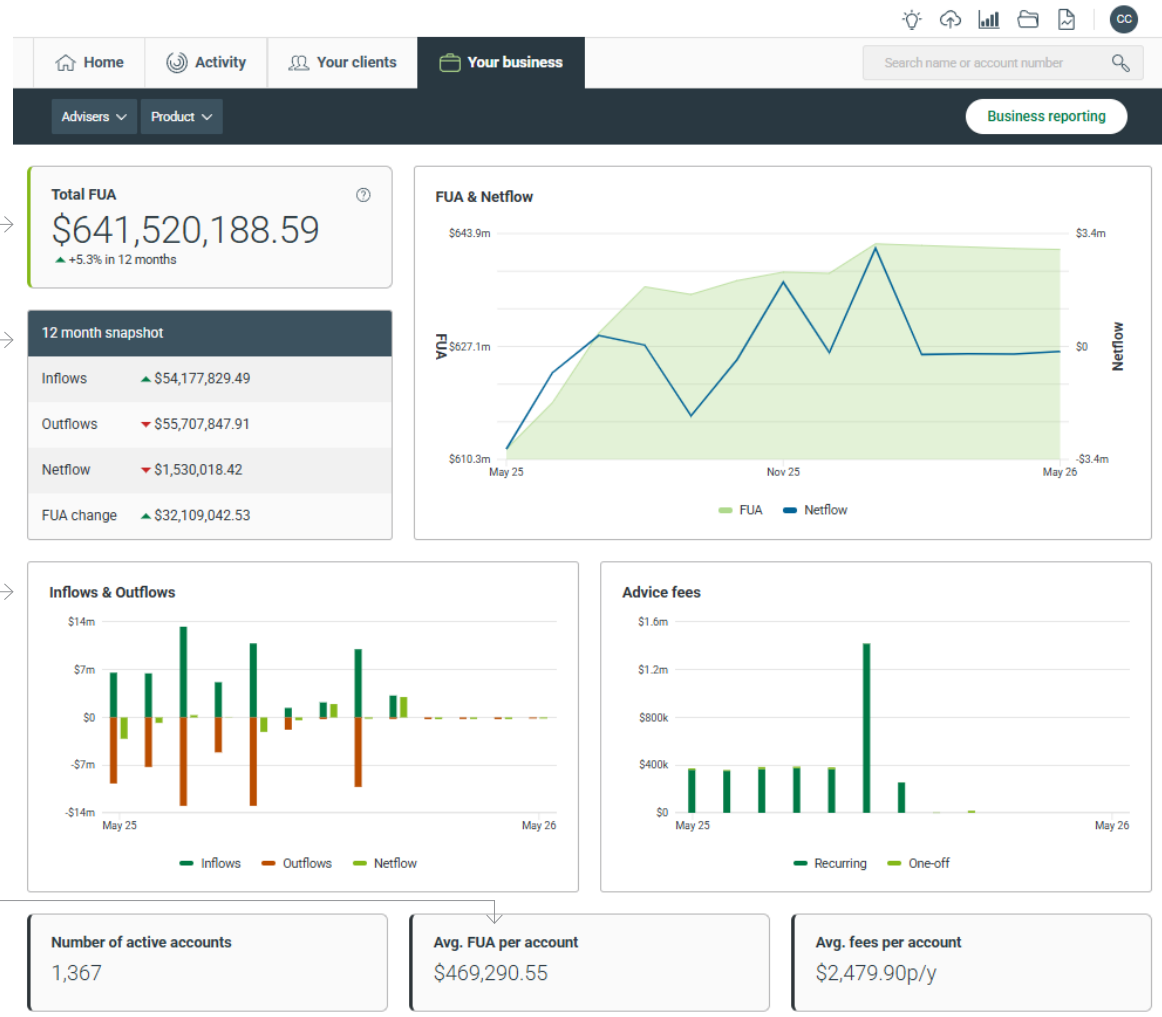 CC
Home
Activity
Your clients
Your business
Search name or account number
Advisers
Product
Business reporting
Total FUA
?
$641,520,188.59
+5.3% in 12 months
12 month snapshot
Inflows $54,177,829.49
Outflows $55,707,847.91
Netflow $1,530,018.42
FUA change $32,109,042.53
FUA & Netflow
$643.9m
$3.4m
FUA
$627.1m
$0
Netflow
$610.3m
-$3.4m
May 25
Nov 25
May 26
FUA
Netflow
Inflows & Outflows
$14m
$7m
$0
-$7m
-$14m
May 25
May 26
Inflows
Outflows
Netflow
Advice fees
$1.6m
$1.2m
$800k
$400k
$0
May 25
May 26
Recurring
One-off
Number of active accounts
1,367
Avg. FUA per account
$469,290.55
Avg. fees per account
$2,479.90p/y